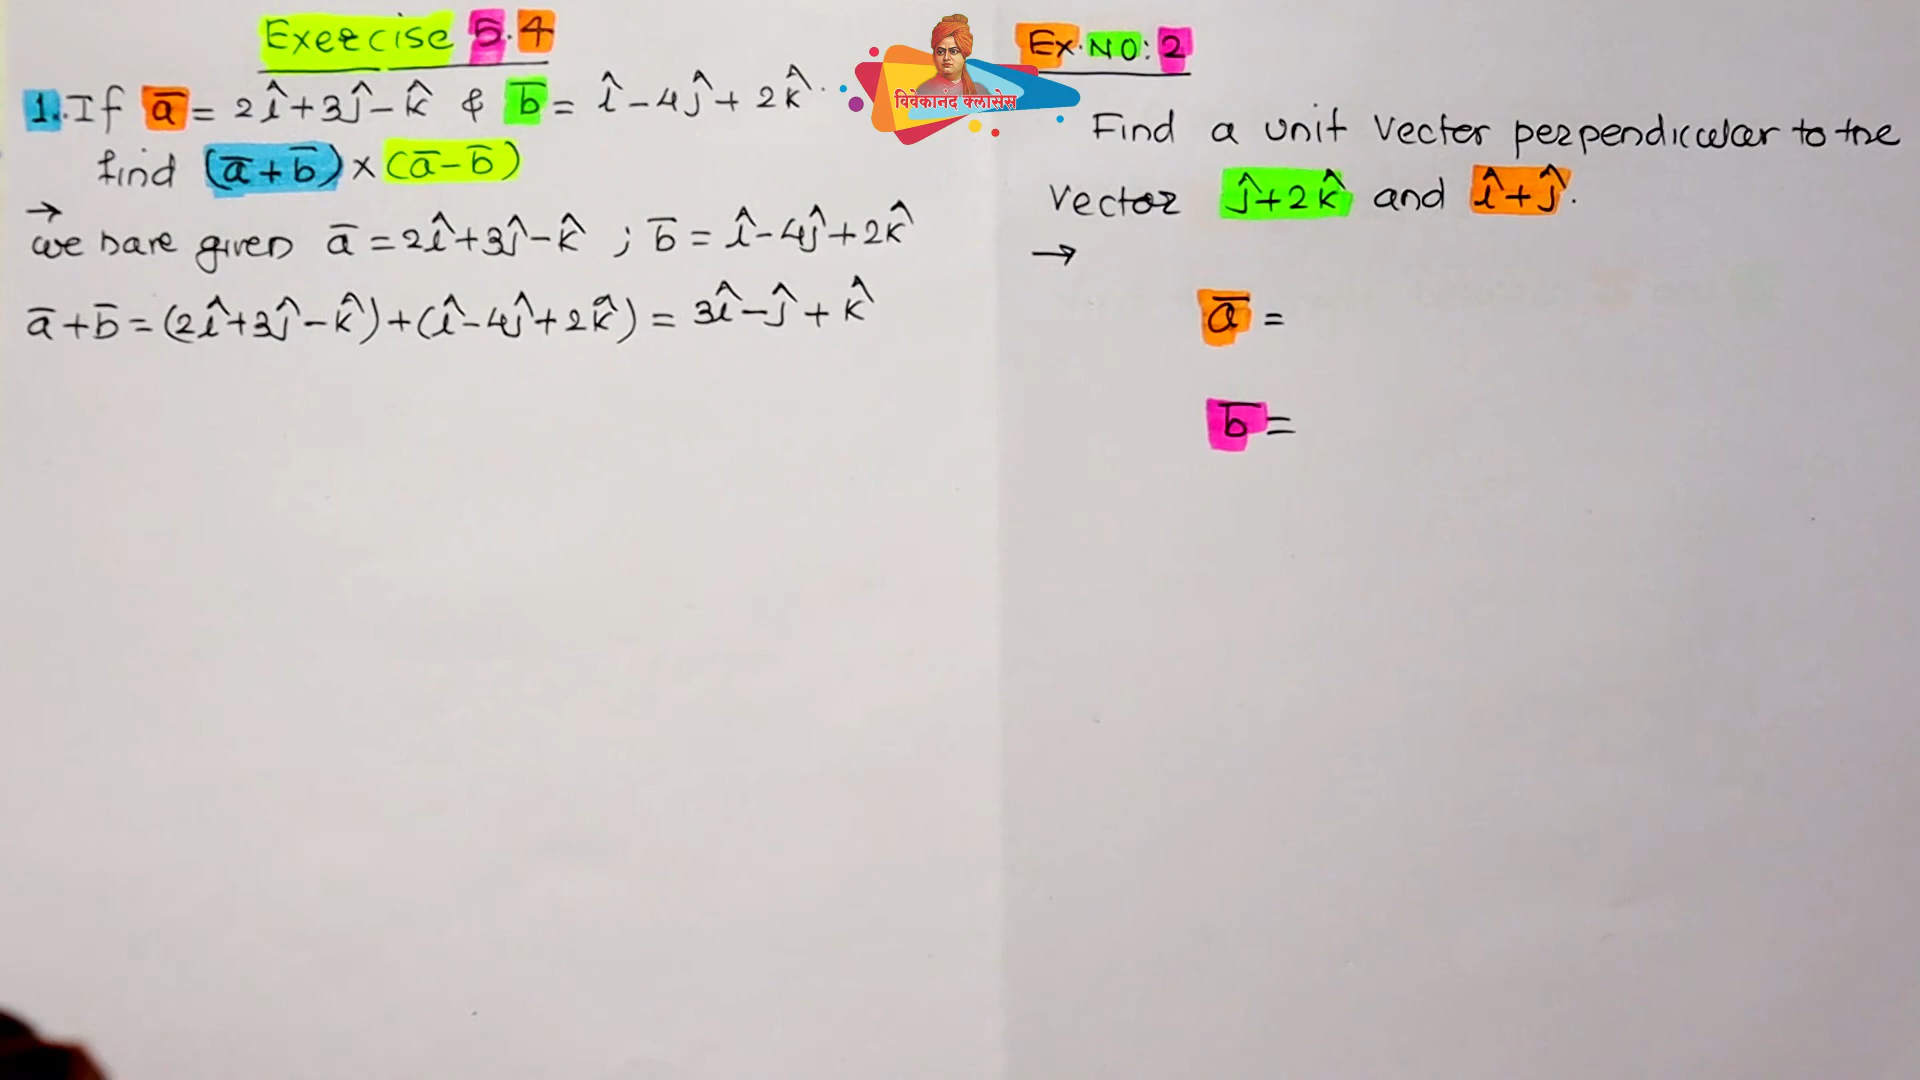 Exercise 5.4
1. If a̅ = 2î+3ĵ-k̂ & b̅ = î-4ĵ+2k̂.
find (a̅+b̅)×(a̅-b̅)
→
we have given a̅=2î+3ĵ-k̂ ; b̅=î-4ĵ+2k̂
a̅+b̅=(2î+3ĵ-k̂)+(î-4ĵ+2k̂)=3î-ĵ+k̂
विवेकानंद क्लासेस
Ex. NO: 2
Find a unit vector perpendicular to the
vector ĵ+2k̂ and î+ĵ.
→
a̅ =
b̅ =